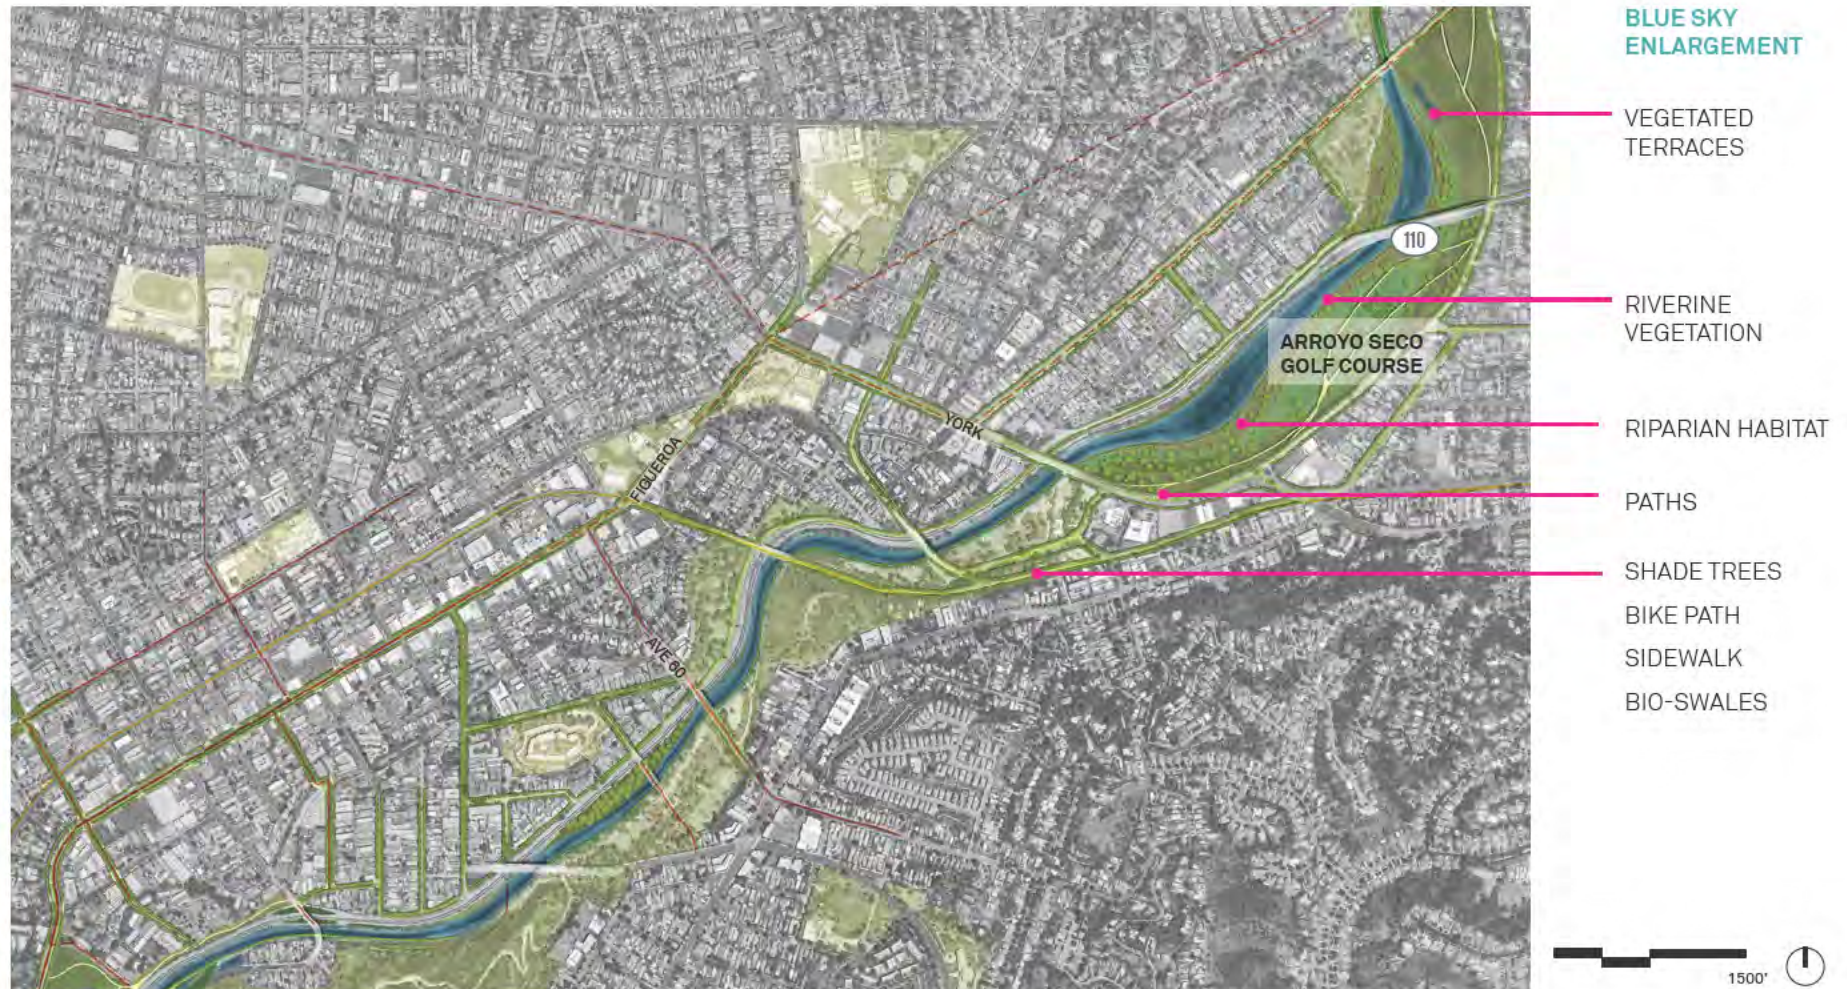 BLUE SKY
ENLARGEMENT
VEGETATED
TERRACES
110
RIVERINE
VEGETATION
ARROYO SECO
GOLF COURSE
YORK
RIPARIAN HABITAT
FIGUEROA
PATHS
SHADE TREES
BIKE PATH
SIDEWALK
AVE 60
BIO-SWALES
1500'